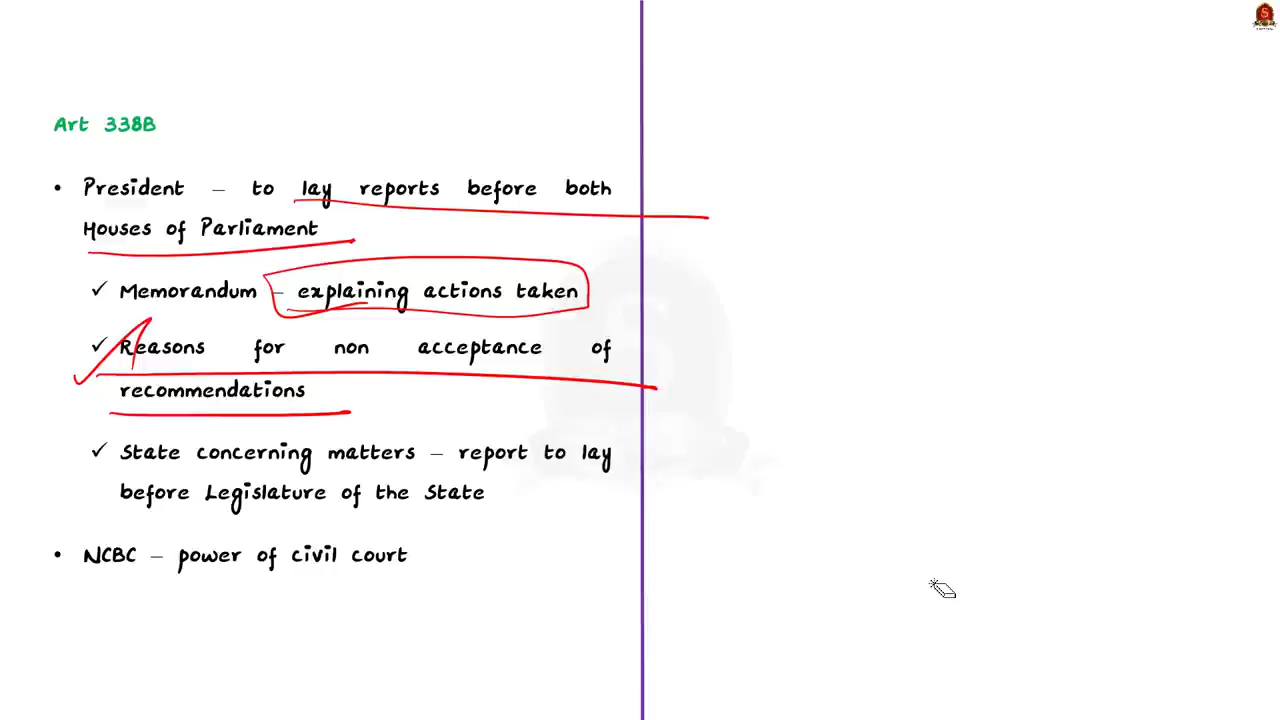 Art 338B
• President – to lay reports before both
Houses of Parliament
✓ Memorandum – explaining actions taken
✓ Reasons for non acceptance of
recommendations
✓ State concerning matters – report to lay
before Legislature of the State
• NCBC – power of civil court